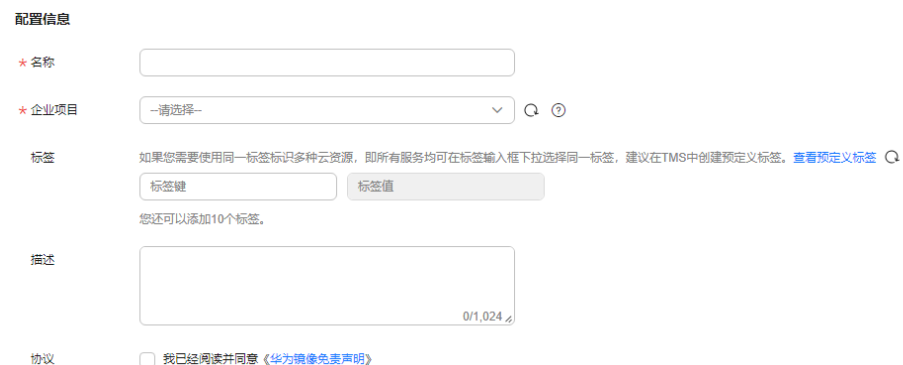 配置信息
* 名称
* 企业项目 --请选择-- ?
标签 如果您需要使用同一标签标识多种云资源，即所有服务均可在标签输入框下拉选择同一标签，建议在TMS中创建预定义标签。查看预定义标签
标签键 标签值
您还可以添加10个标签。
描述
0/1,024
协议 我已经阅读并同意《华为镜像免责声明》